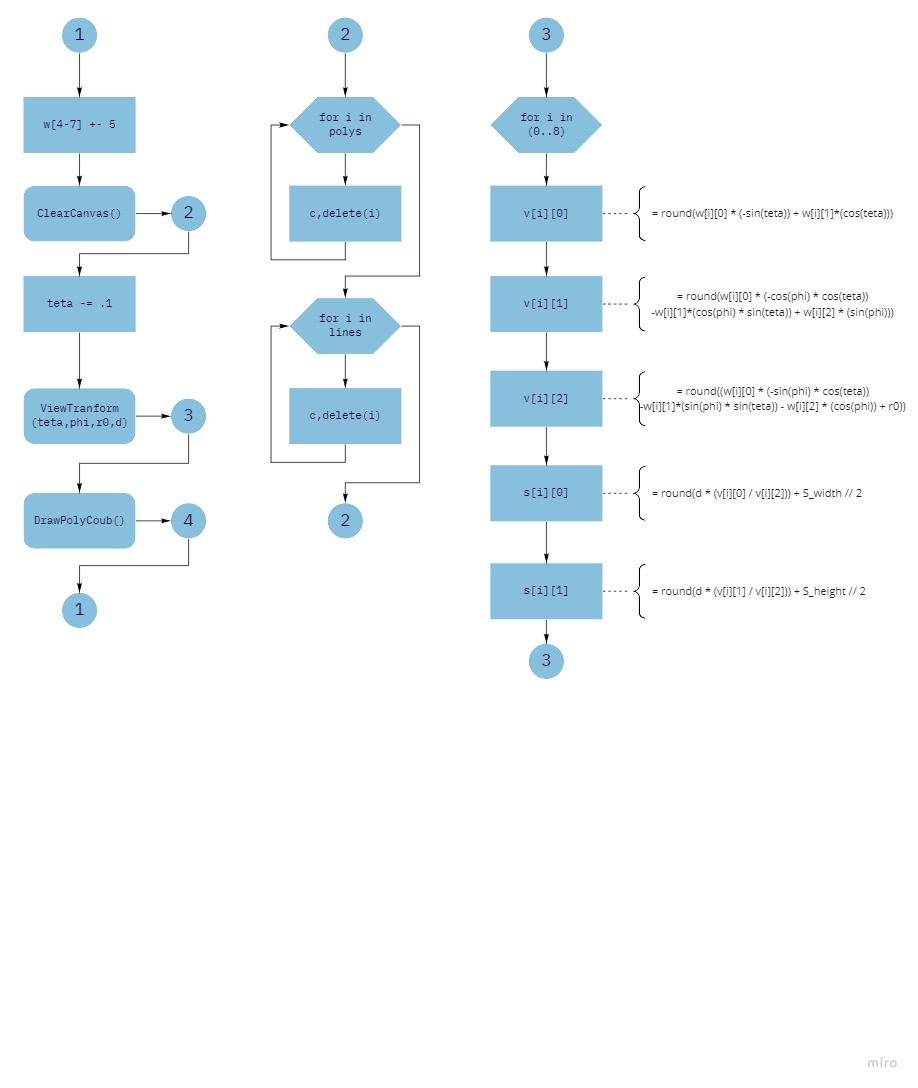 1
w[4-7] +- 5
ClearCanvas()
2
teta -= .1
ViewTranform
(teta,phi,r0,d)
3
DrawPolyCoub()
4
1
2
for i in
polys
c,delete(i)
for i in
lines
c,delete(i)
2
3
for i in
(0..8)
v[i][0]
= round(w[i][0] * (-sin(teta)) + w[i][1]*(cos(teta)))
v[i][1]
= round(w[i][0] * (-cos(phi) * cos(teta))
-w[i][1]*(cos(phi) * sin(teta)) + w[i][2] * (sin(phi)))
v[i][2]
= round((w[i][0] * (-sin(phi) * cos(teta))
-w[i][1]*(sin(phi) * sin(teta)) - w[i][2] * (cos(phi)) + r0))
s[i][0]
= round(d * (v[i][0] / v[i][2])) + S_width // 2
s[i][1]
= round(d * (v[i][1] / v[i][2])) + S_height // 2
3
miro